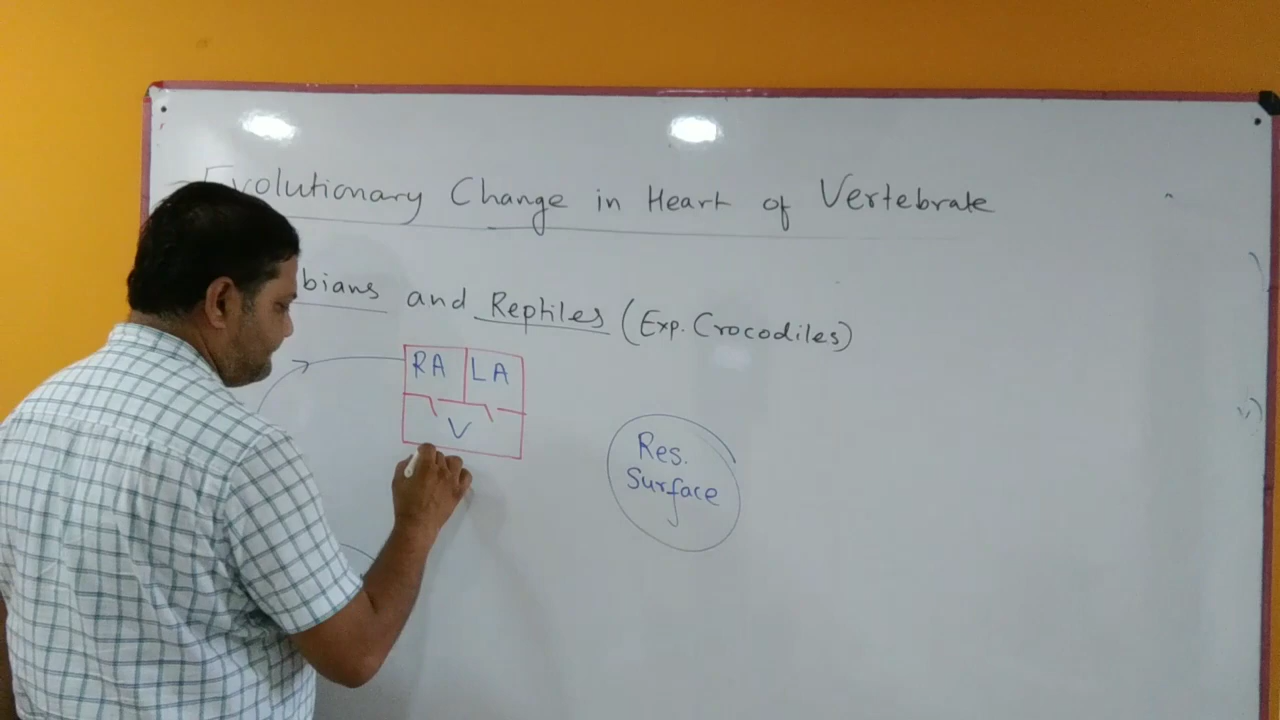 Evolutionary Change in Heart of Vertebrate
bians and Reptiles (Exp. Crocodiles)
RA LA
V
Res.
Surface